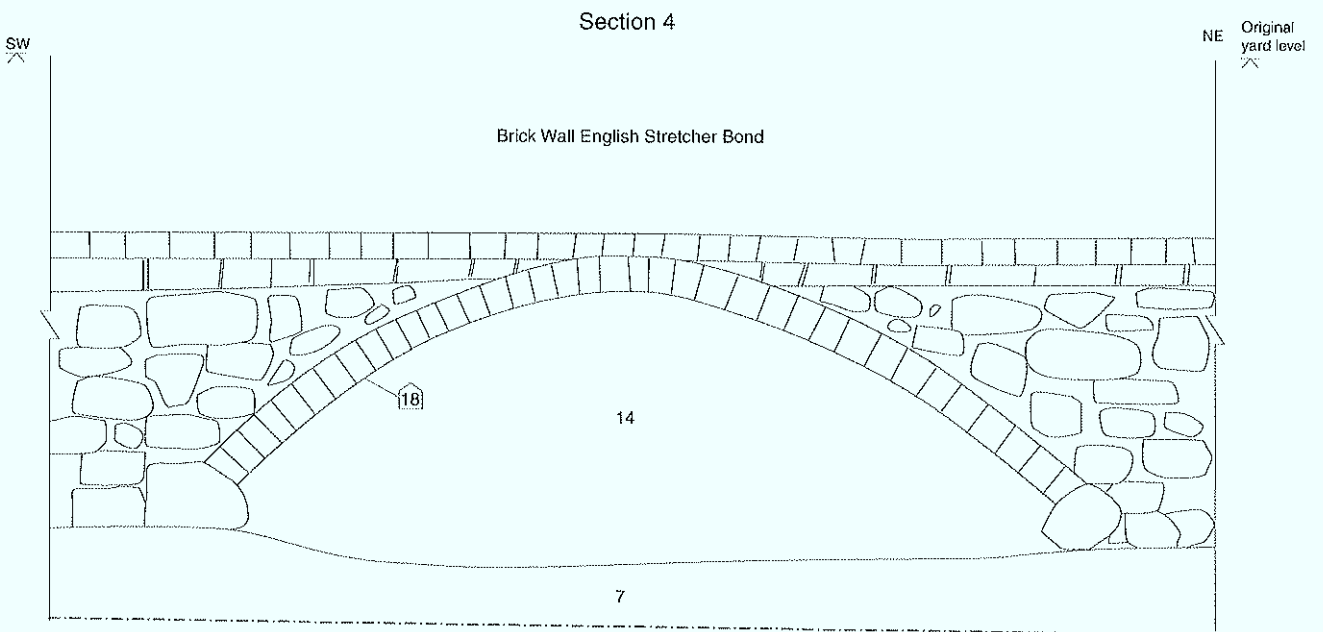 Section 4
SW
NE
Original
yard level
Brick Wall English Stretcher Bond
18
14
7